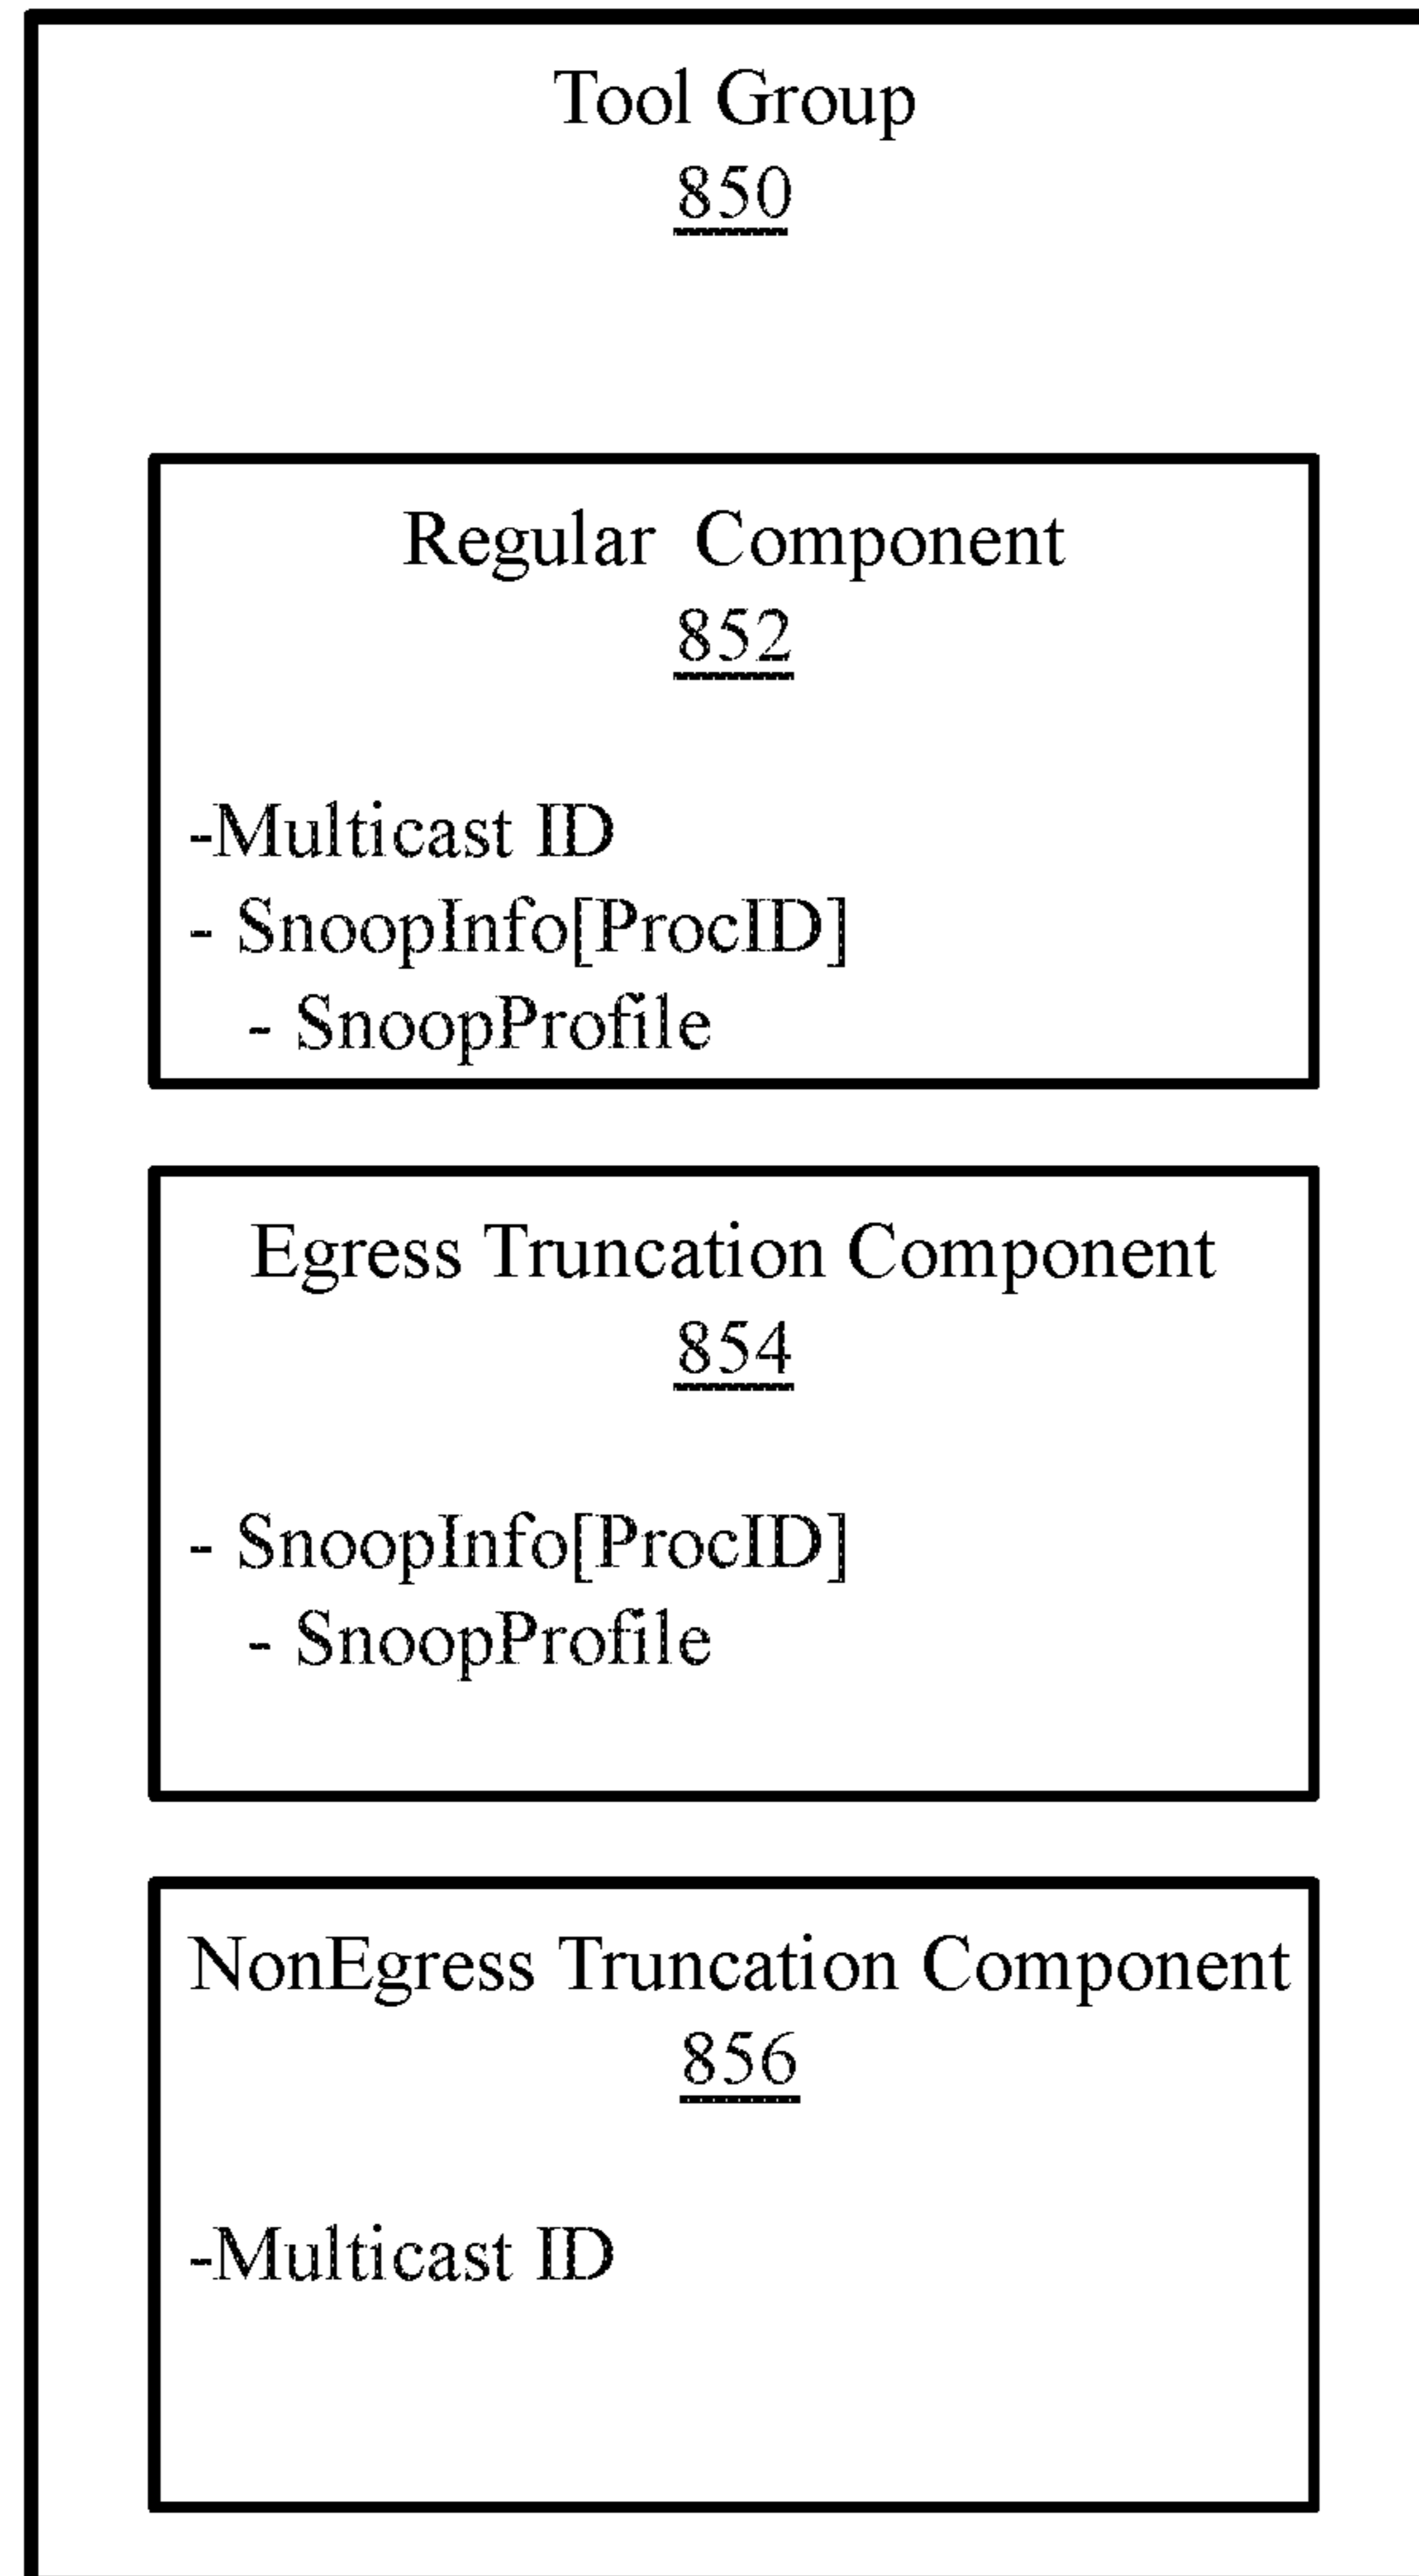 Tool Group
850
Regular Component
852
-Multicast ID
- SnoopInfo[ProcID]
- SnoopProfile
Egress Truncation Component
854
- SnoopInfo[ProcID]
- SnoopProfile
NonEgress Truncation Component
856
-Multicast ID